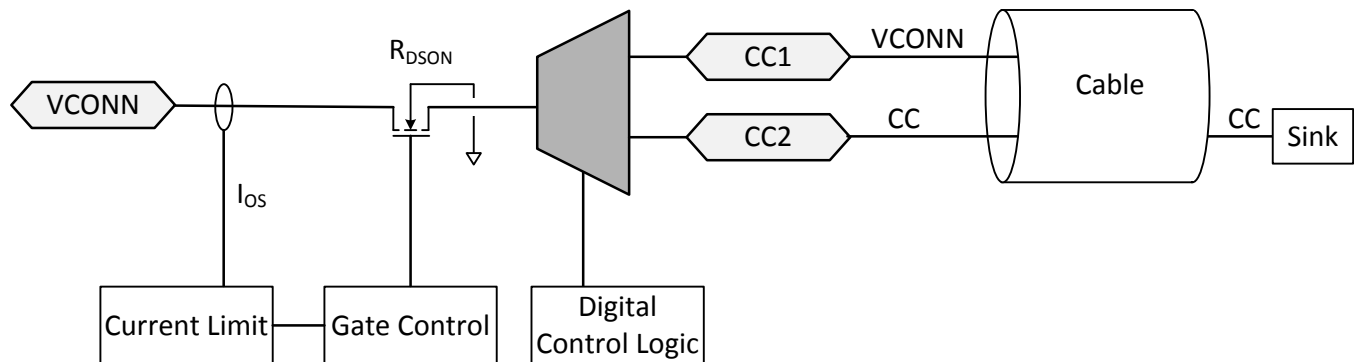 R_DSON
VCONN
CC1
VCONN
Cable
CC2
CC
CC
Sink
I_OS
Current Limit
Gate Control
Digital
Control Logic